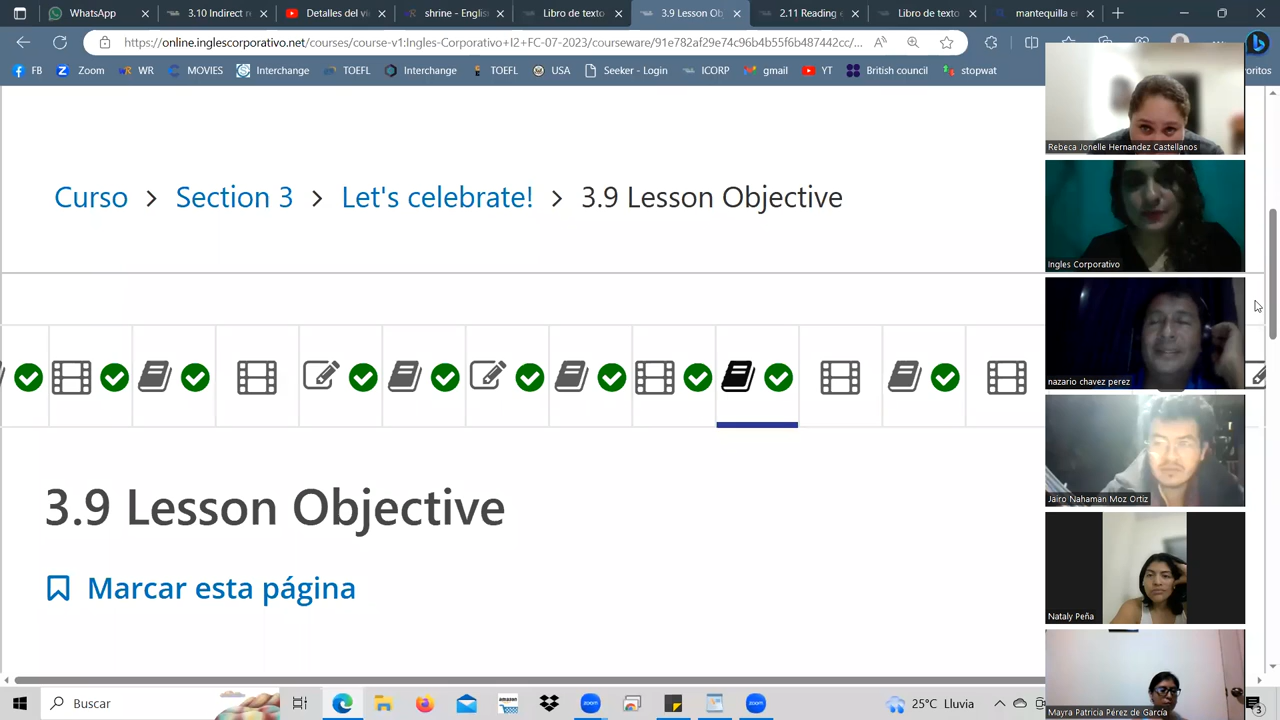 WhatsApp
3.10 Northern
Detalles del vi
shrine - Englis
Libro de texto
3.9 Lesson Ob
2.11 Reading e
Libro de texto
mantequilla e
https://online.inglescorporativo.net/courses/course-v1:Ingles-Corporativo+I2+FC-07-2023/courseware/91e782af29e74c96b4b55f6b487442cc/...
FB
Zoom
WR
MOVIES
Interchange
TOEFL
Interchange
TOEFL
USA
Seeker - Login
ICORP
gmail
YT
British council
stopwat
voritos
Curso > Section 3 > Let's celebrate! > 3.9 Lesson Objective
3.9 Lesson Objective
Marcar esta página
Rebeca Jonelle Hernandez Castellanos
Ingles Corporativo
nazario chavez perez
Jairo Nahaman Moz Ortiz
Nataly Peña
Mayra Patricia Pérez de García
Buscar
25°C Lluvia
3